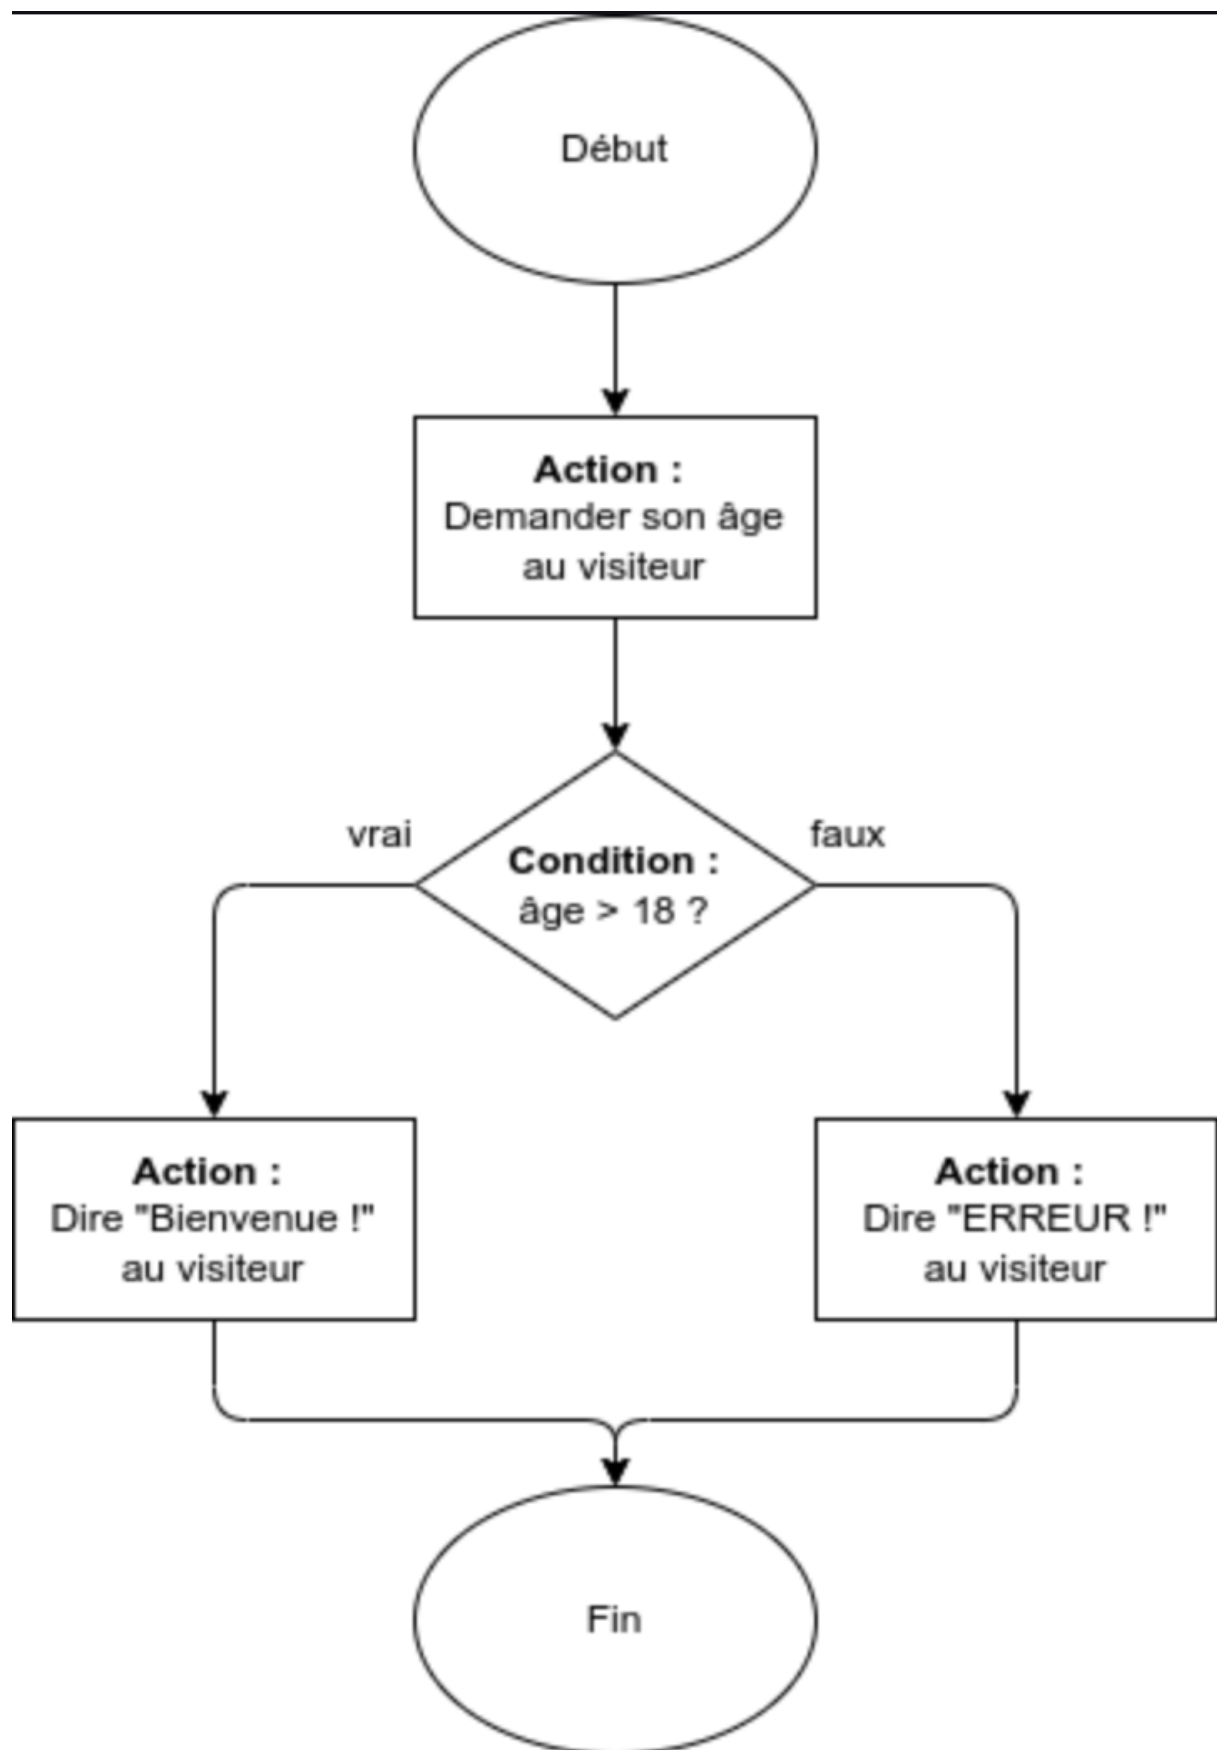 Début
Action :
Demander son âge
au visiteur
vrai
faux
Condition :
âge > 18 ?
Action :
Dire "Bienvenue !"
au visiteur
Action :
Dire "ERREUR !"
au visiteur
Fin